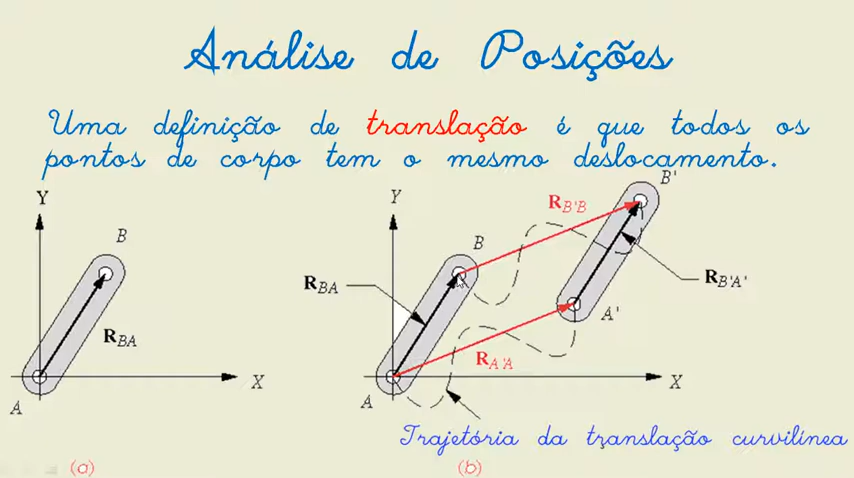 Análise de Posições
Uma definição de translação é que todos os
pontos de corpo tem o mesmo deslocamento.
Y
B
R_BA
X
A
(a)
Y
B'
R_B'B
B
R_BA
R_B'A'
A'
R_A'A
X
A
Trajetória da translação curvilínea
(b)